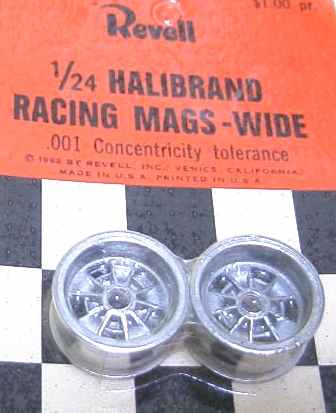 $1.00 pr.
Revell
1/24 HALIBRAND
RACING MAGS-WIDE
.001 Concentricity tolerance
BY REVELL, INC., VENICE, CALIFORNIA
MADE IN U.S.A. PRINTED IN U.S.A.